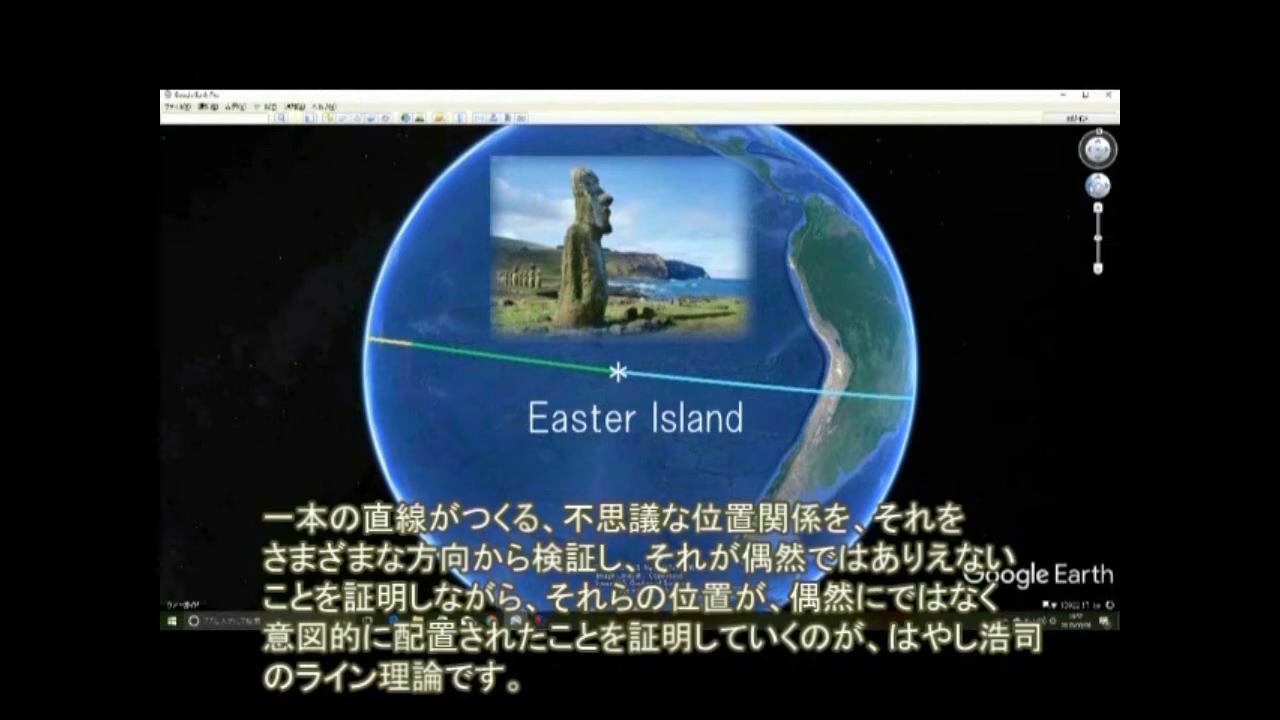 Google Earth Pro
Easter Island
一本の直線がつくる、不思議な位置関係を、それを
さまざまな方向から検証し、それが偶然ではありえない
ことを証明しながら、それらの位置が、偶然にではなく
意図的に配置されたことを証明していくのが、はやし浩司
のライン理論です。
Google Earth